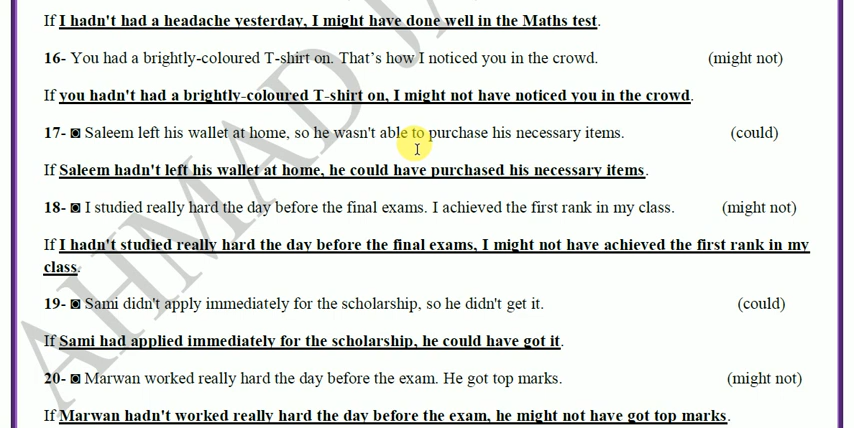 If I hadn't had a headache yesterday, I might have done well in the Maths test.
16- You had a brightly-coloured T-shirt on. That's how I noticed you in the crowd. (might not)
If you hadn't had a brightly-coloured T-shirt on, I might not have noticed you in the crowd.
17- ◙ Saleem left his wallet at home, so he wasn't able to purchase his necessary items. (could)
If Saleem hadn't left his wallet at home, he could have purchased his necessary items.
18- ◙ I studied really hard the day before the final exams. I achieved the first rank in my class. (might not)
If I hadn't studied really hard the day before the final exams, I might not have achieved the first rank in my
class.
19- ◙ Sami didn't apply immediately for the scholarship, so he didn't get it. (could)
If Sami had applied immediately for the scholarship, he could have got it.
20- ◙ Marwan worked really hard the day before the exam. He got top marks. (might not)
If Marwan hadn't worked really hard the day before the exam, he might not have got top marks.
AHMAD